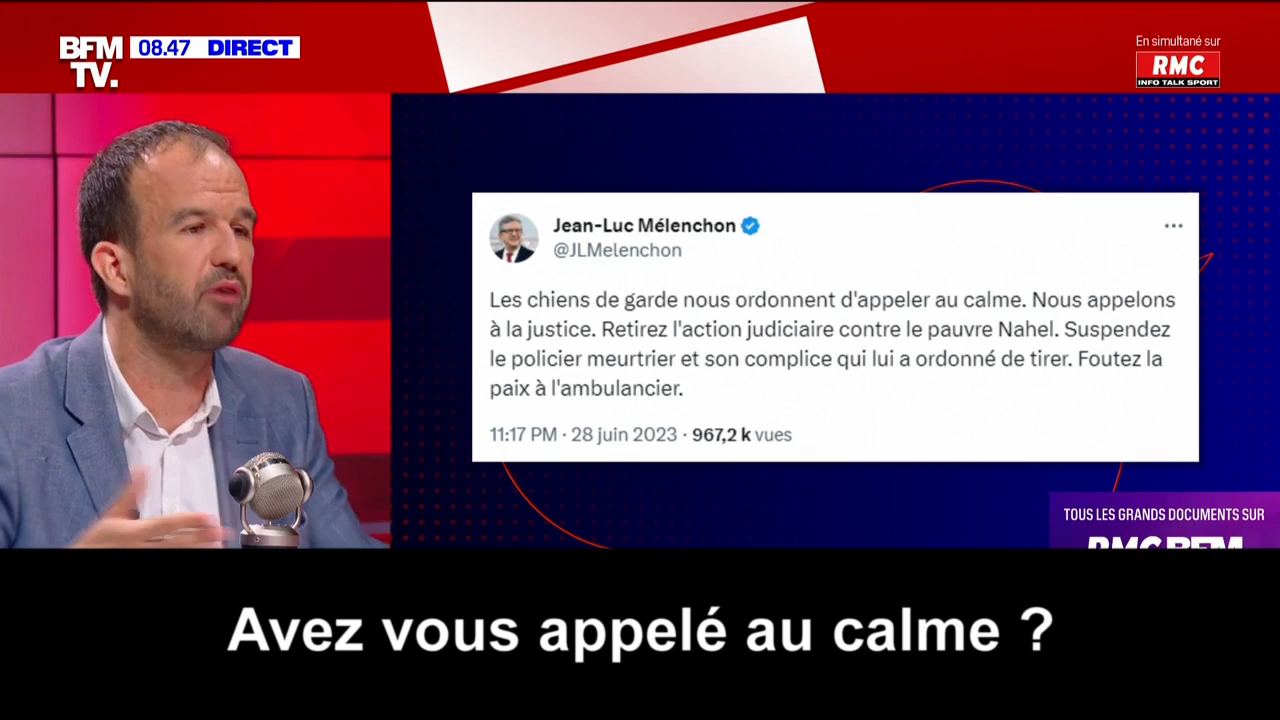 BFM
TV.
08.47 DIRECT
En simultané sur
RMC
INFO TALK SPORT
Jean-Luc Mélenchon
@JLMelenchon
Les chiens de garde nous ordonnent d'appeler au calme. Nous appelons
à la justice. Retirez l'action judiciaire contre le pauvre Nahel. Suspendez
le policier meurtrier et son complice qui lui a ordonné de tirer. Foutez la
paix à l'ambulancier.
11:17 PM · 28 juin 2023 · 967,2 k vues
TOUS LES GRANDS DOCUMENTS SUR
RMC BFM
Avez vous appelé au calme ?